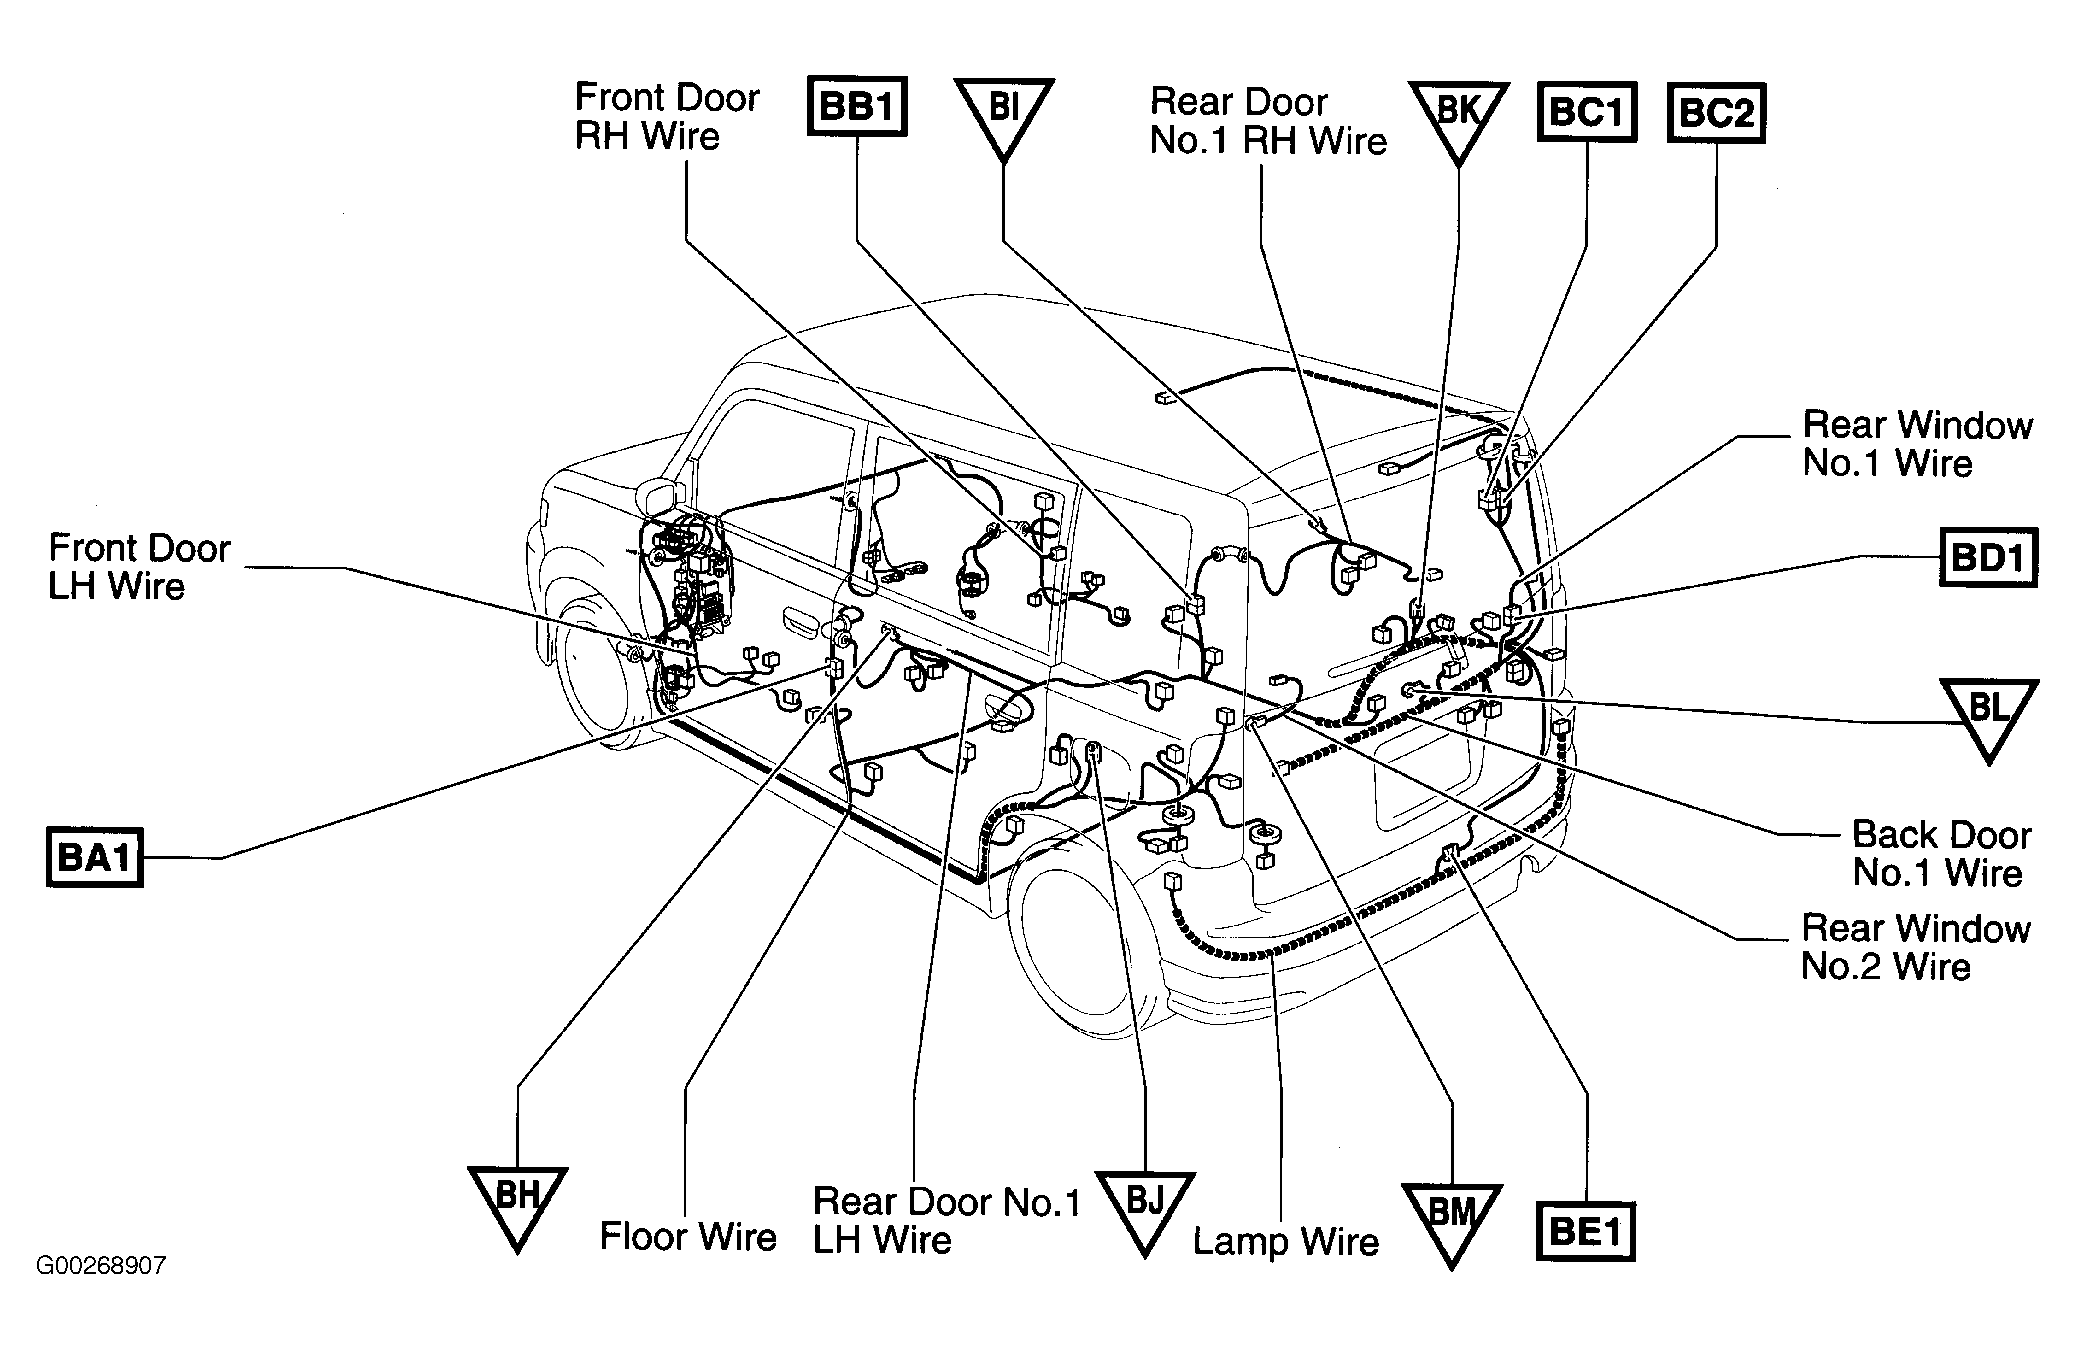 Front Door
RH Wire
BB1
BI
Rear Door
No.1 RH Wire
BK
BC1
BC2
Rear Window
No.1 Wire
Front Door
LH Wire
BD1
BL
BA1
Back Door
No.1 Wire
Rear Window
No.2 Wire
BH
Floor Wire
Rear Door No.1
LH Wire
BJ
Lamp Wire
BM
BE1
G00268907